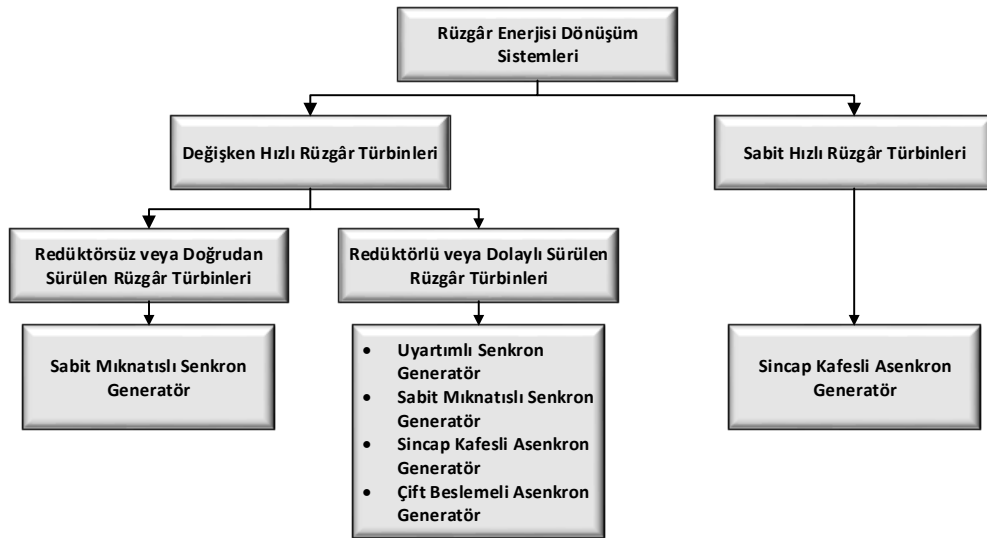 Rüzgâr Enerjisi Dönüşüm
Sistemleri
Değişken Hızlı Rüzgâr Türbinleri
Sabit Hızlı Rüzgâr Türbinleri
Redüktörsüz veya Doğrudan
Sürülen Rüzgâr Türbinleri
Redüktörlü veya Dolaylı Sürülen
Rüzgâr Türbinleri
Sabit Mıknatıslı Senkron
Generatör
• Uyartımlı Senkron
Generatör
• Sabit Mıknatıslı Senkron
Generatör
• Sincap Kafesli Asenkron
Generatör
• Çift Beslemeli Asenkron
Generatör
Sincap Kafesli Asenkron
Generatör